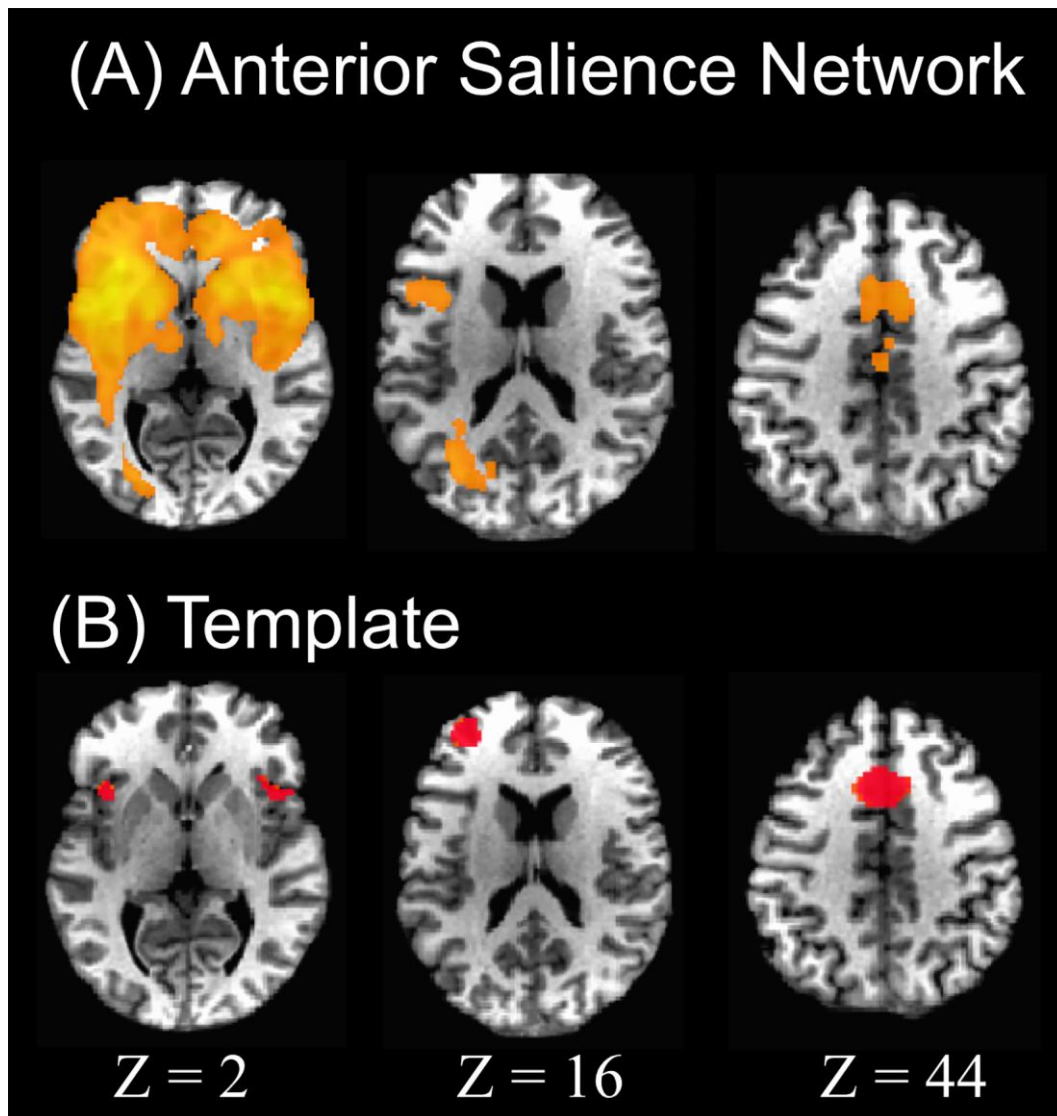 (A) Anterior Salience Network
(B) Template
Z = 2 Z = 16 Z = 44